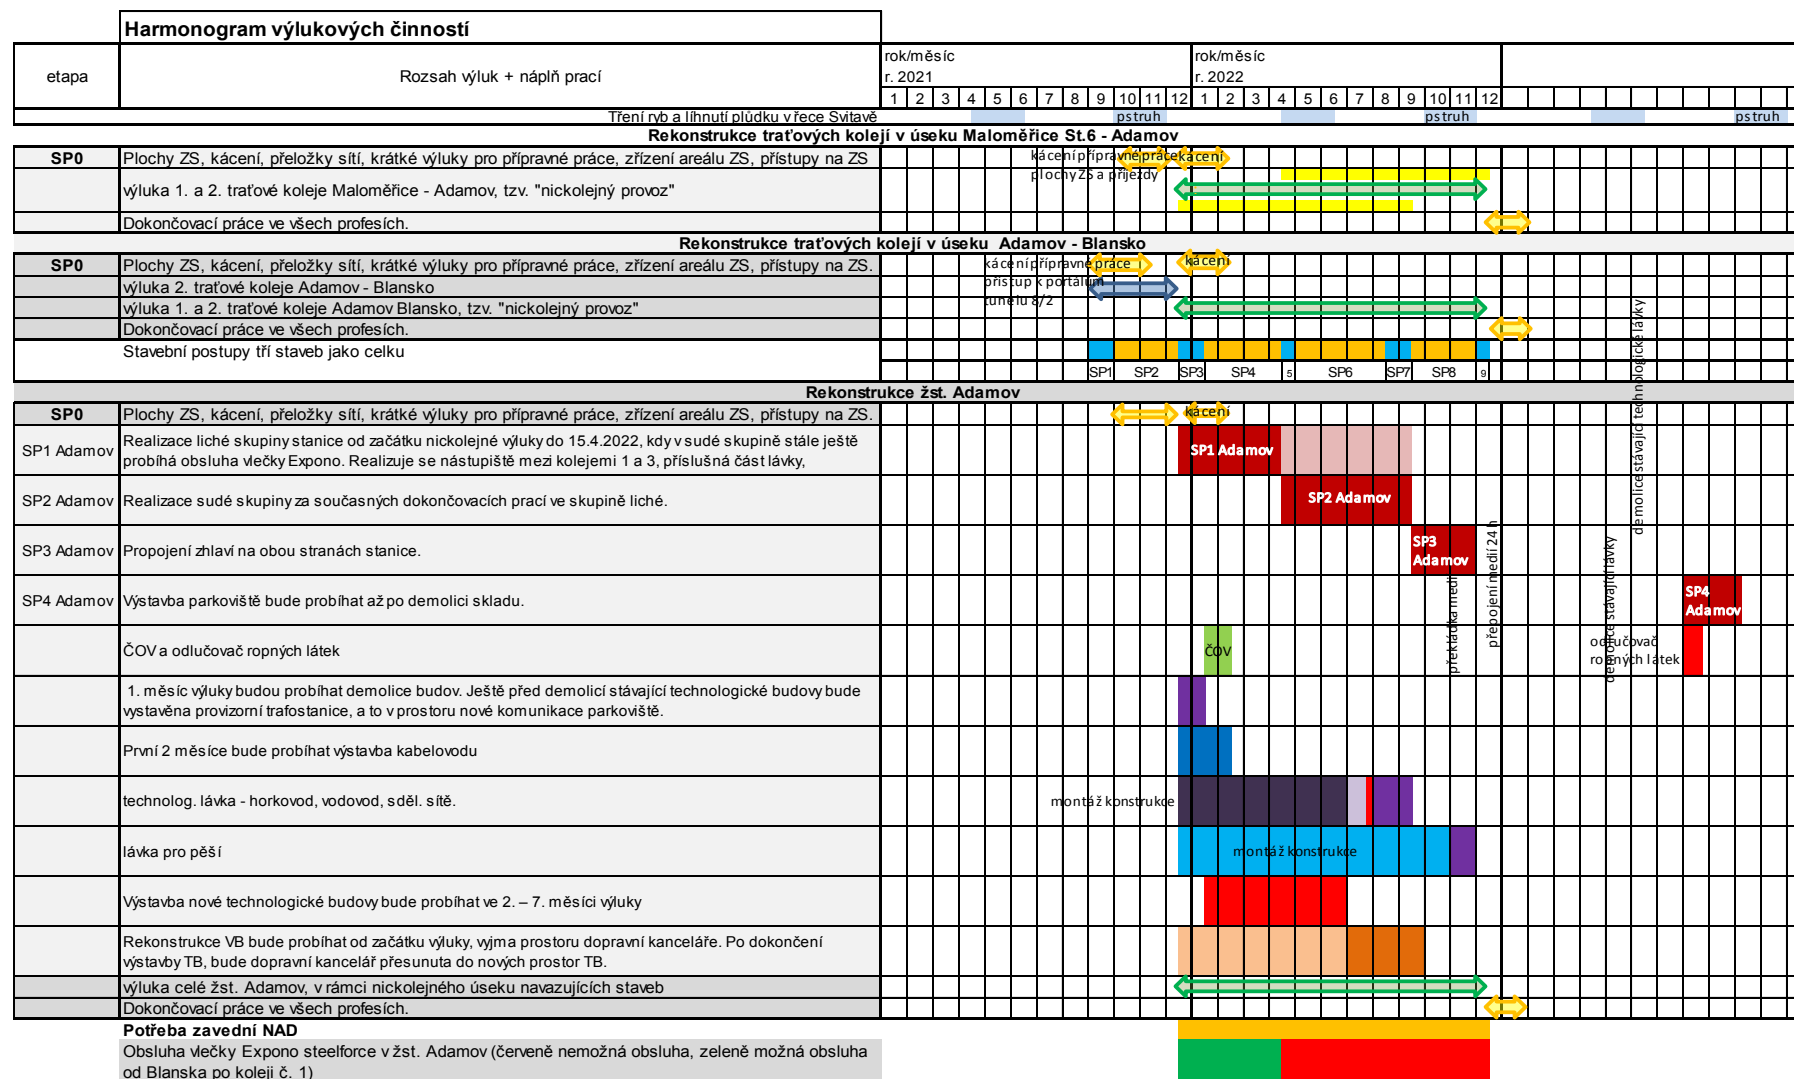 Harmonogram výlukových činností
etapa
Rozsah výluk + náplň prací
rok/měsíc
r. 2021
rok/měsíc
r. 2022
1 2 3 4 5 6 7 8 9 10 11 12 1 2 3 4 5 6 7 8 9 10 11 12
Tření ryb a líhnutí plůdku v řece Svitavě
pstruh pstruh pstruh
Rekonstrukce traťových kolejí v úseku Maloměřice St.6 - Adamov
SP0 Plochy ZS, kácení, přeložky sítí, krátké výluky pro přípravné práce, zřízení areálu ZS, přístupy na ZS
kácení přípravné práce kácení
plochy ZS a příjezdy
výluka 1. a 2. traťové koleje Maloměřice - Adamov, tzv. "nickolejný provoz"
Dokončovací práce ve všech profesích.
Rekonstrukce traťových kolejí v úseku Adamov - Blansko
SP0 Plochy ZS, kácení, přeložky sítí, krátké výluky pro přípravné práce, zřízení areálu ZS, přístupy na ZS.
kácení přípravné práce kácení
přístup k portálům
tunelu 8/2
výluka 2. traťové koleje Adamov - Blansko
výluka 1. a 2. traťové koleje Adamov Blansko, tzv. "nickolejný provoz"
Dokončovací práce ve všech profesích.
Stavební postupy tří staveb jako celku
SP1 SP2 SP3 SP4 5 SP6 SP7 SP8 9
demolice stávající technologické lávky
Rekonstrukce žst. Adamov
SP0 Plochy ZS, kácení, přeložky sítí, krátké výluky pro přípravné práce, zřízení areálu ZS, přístupy na ZS.
kácení
SP1 Adamov
Realizace liché skupiny stanice od začátku nickolejné výluky do 15.4.2022, kdy v sudé skupině stále ještě
probíhá obsluha vlečky Expono. Realizuje se nástupiště mezi kolejemi 1 a 3, příslušná část lávky,
SP1 Adamov
SP2 Adamov
Realizace sudé skupiny za současných dokončovacích prací ve skupině liché.
SP2 Adamov
SP3 Adamov
Propojení zhlaví na obou stranách stanice.
SP3
Adamov
překládka medií
přepojení medií 24 h
demolice stávající lávky
SP4 Adamov
Výstavba parkoviště bude probíhat až po demolici skladu.
SP4
Adamov
ČOV a odlučovač ropných látek
ČOV
odlučovač
ropných látek
1. měsíc výluky budou probíhat demolice budov. Ještě před demolicí stávající technologické budovy bude
vystavěna provizorní trafostanice, a to v prostoru nové komunikace parkoviště.
První 2 měsíce bude probíhat výstavba kabelovodu
technolog. lávka - horkovod, vodovod, sděl. sítě.
montáž konstrukce
lávka pro pěší
montáž konstrukce
Výstavba nové technologické budovy bude probíhat ve 2. – 7. měsíci výluky
Rekonstrukce VB bude probíhat od začátku výluky, vyjma prostoru dopravní kanceláře. Po dokončení
výstavby TB, bude dopravní kancelář přesunuta do nových prostor TB.
výluka celé žst. Adamov, v rámci nickolejného úseku navazujících staveb
Dokončovací práce ve všech profesích.
Potřeba zavední NAD
Obsluha vlečky Expono steelforce v žst. Adamov (červeně nemožná obsluha, zeleně možná obsluha
od Blanska po koleji č. 1)